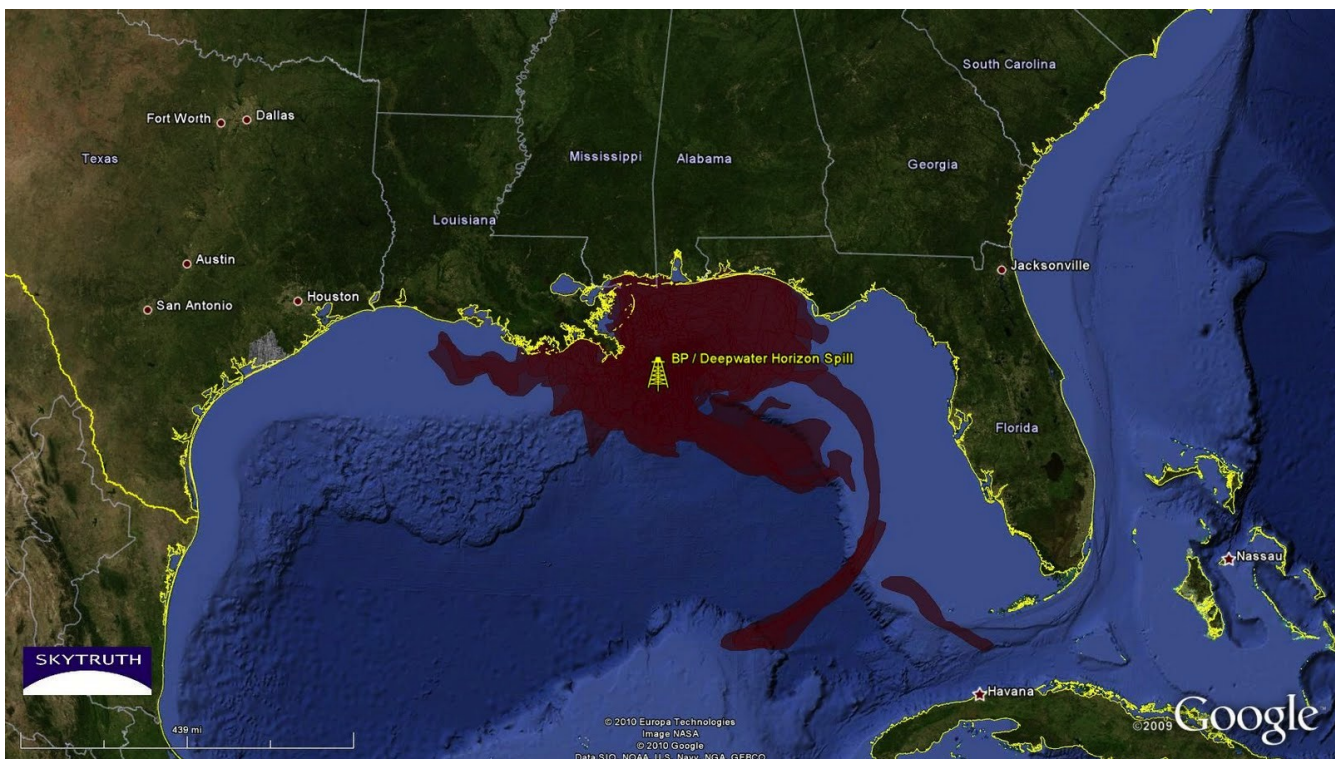 South Carolina
Fort Worth
Dallas
Texas
Mississippi
Alabama
Georgia
Louisiana
Austin
Jacksonville
San Antonio
Houston
BP / Deepwater Horizon Spill
Florida
Nassau
SKYTRUTH
Havana
439 mi
© 2010 Europa Technologies
Image NASA
© 2010 Google
Data SIO, NOAA, U.S. Navy, NGA, GEBCO
©2009 Google™